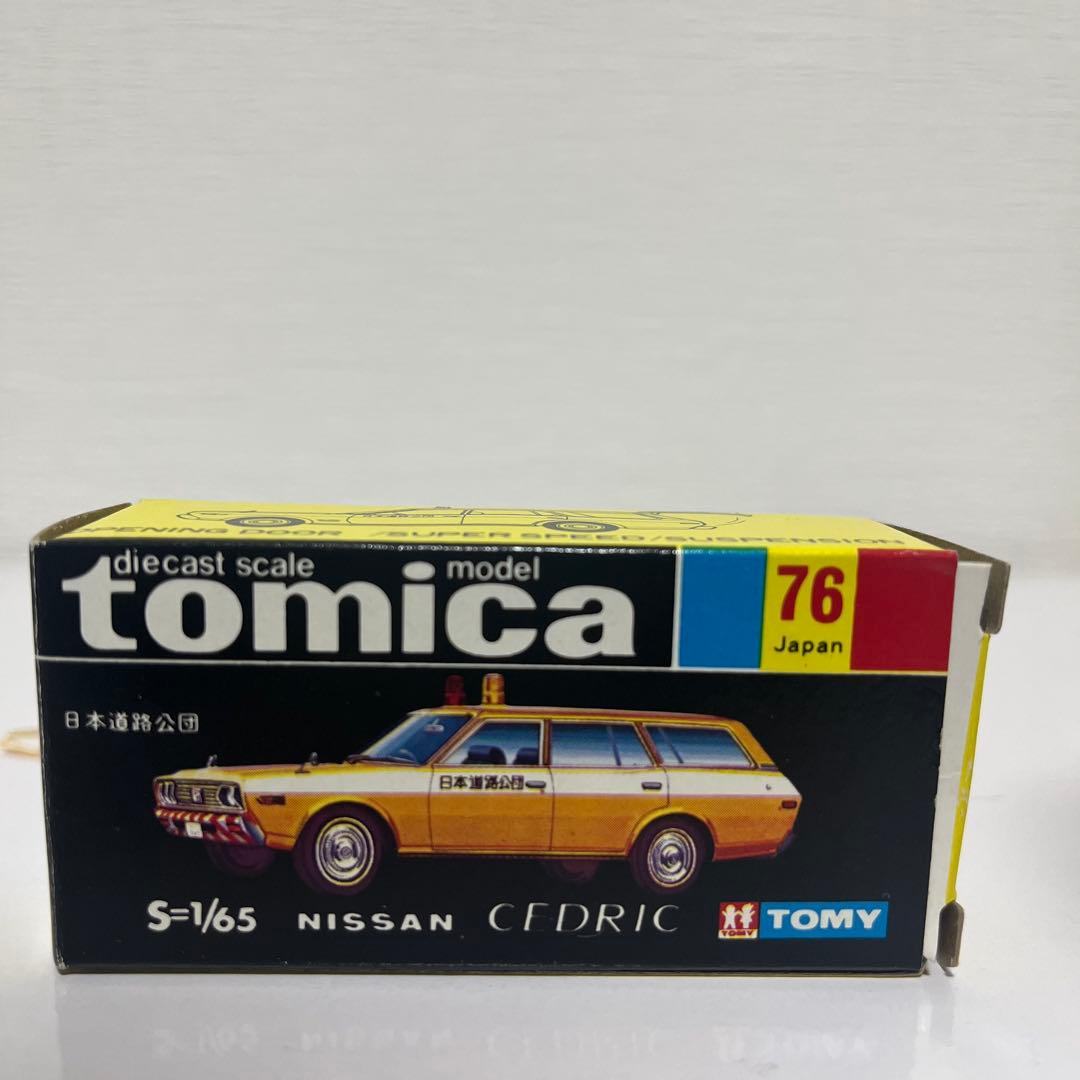 OPENING DOOR /SUPER SPEED/SUSPENSION
diecast scale model
tomica
76
Japan
日本道路公団
日本道路公団
S=1/65 NISSAN CEDRIC
TOMY TOMY